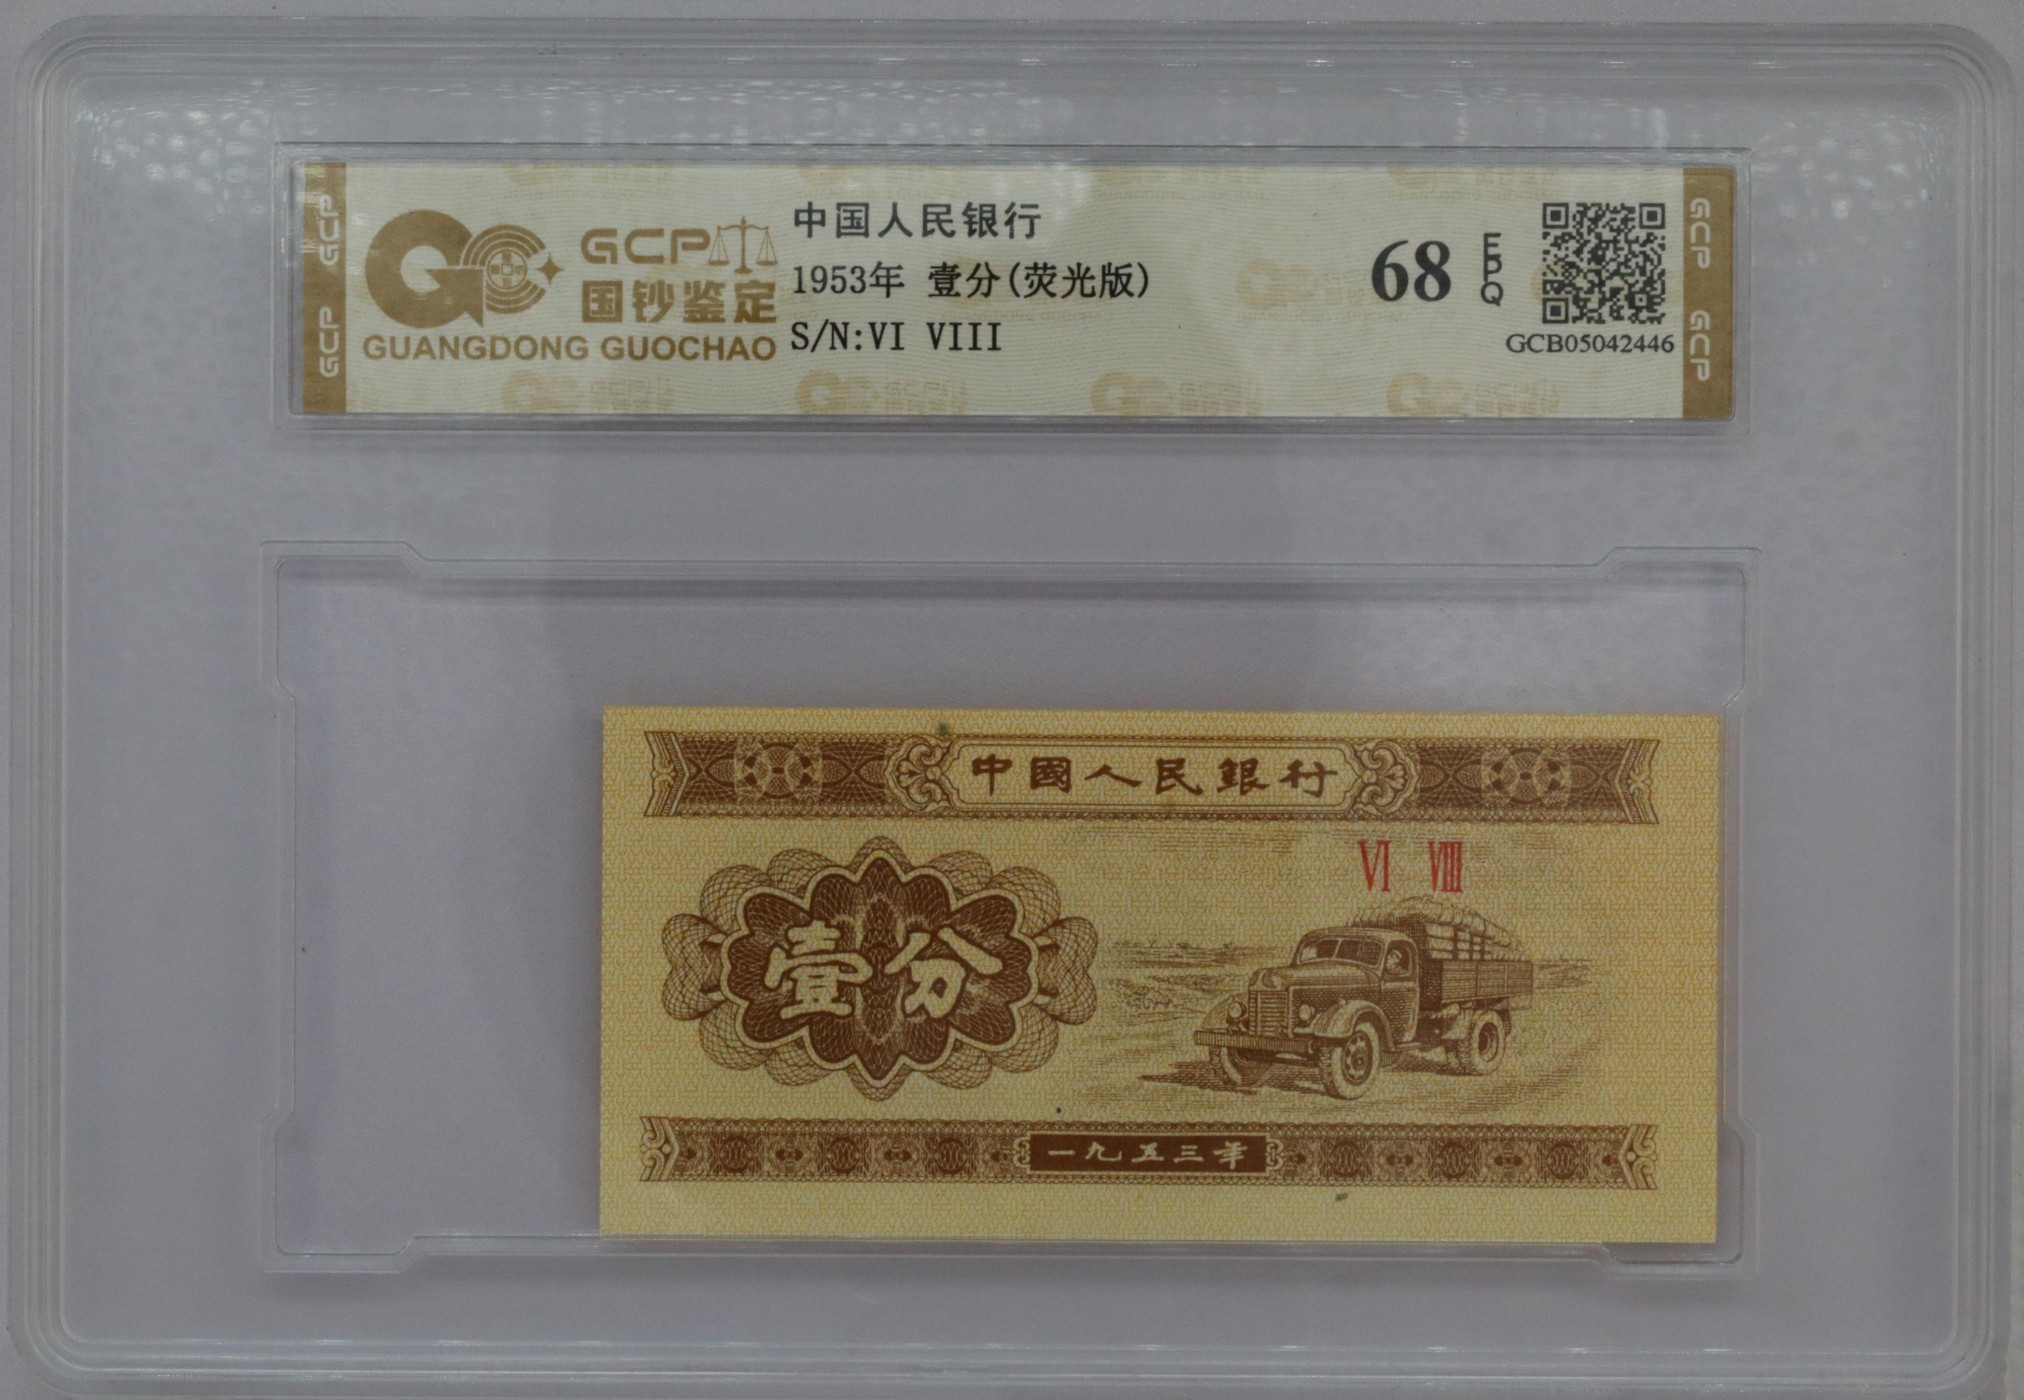 GCP
国钞鉴定
GUANGDONG GUOCHAO
中国人民银行
1953年 壹分(荧光版)
S/N:VI VIII
68 EPQ
GCB05042446
GCP GCP
GCP GCP
中國人民銀行
VI VIII
壹分
一九五三年